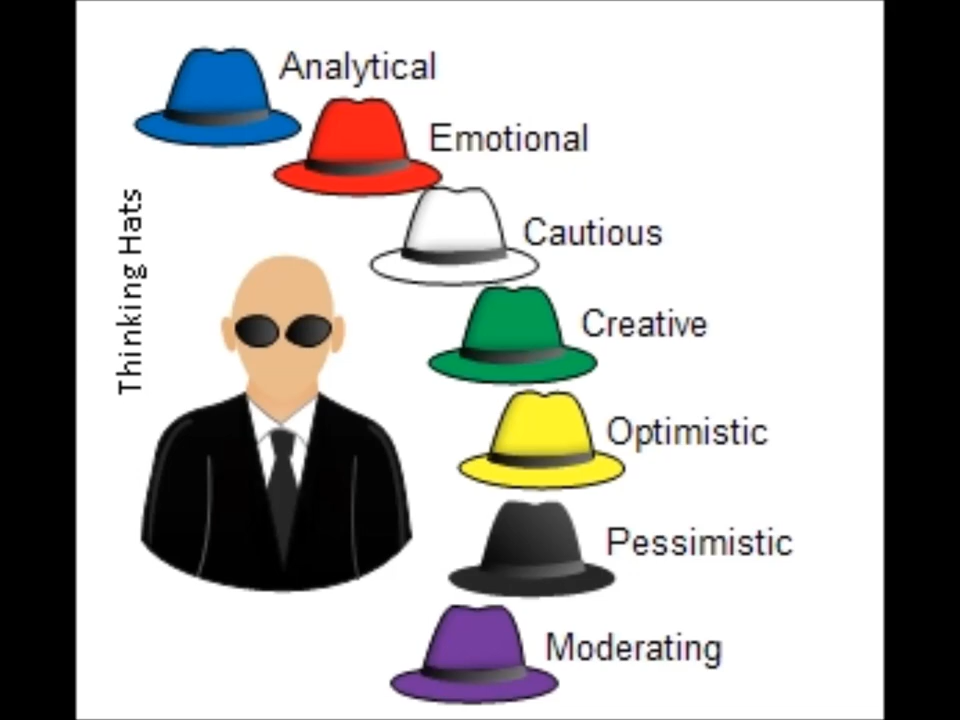 Analytical
Emotional
Cautious
Creative
Optimistic
Pessimistic
Moderating
Thinking Hats